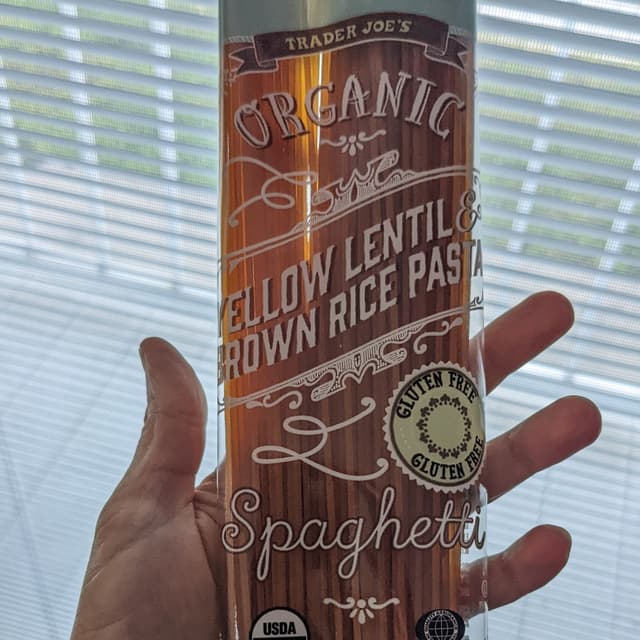 TRADER JOE'S
ORGANIC
YELLOW LENTIL &
BROWN RICE PASTA
GLUTEN FREE
GLUTEN FREE
Spaghetti
USDA